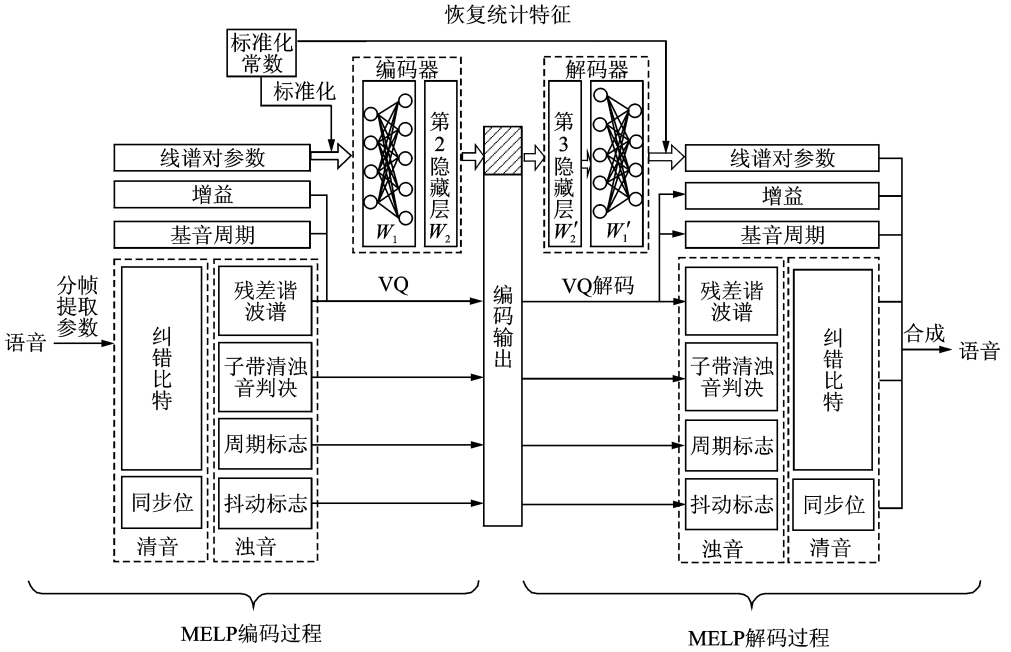 恢复统计特征
标准化
常数
标准化
编码器
解码器
线谱对参数
增益
基音周期
第2隐藏层W₂
W₁
第3隐藏层W₂′
W₁′
线谱对参数
增益
基音周期
语音
分帧
提取
参数
纠错比特
同步位
清音
残差谐
波谱
子带清浊
音判决
周期标志
抖动标志
浊音
VQ
编码输出
VQ解码
残差谐
波谱
子带清浊
音判决
周期标志
抖动标志
浊音
纠错比特
同步位
清音
合成
语音
MELP编码过程
MELP解码过程